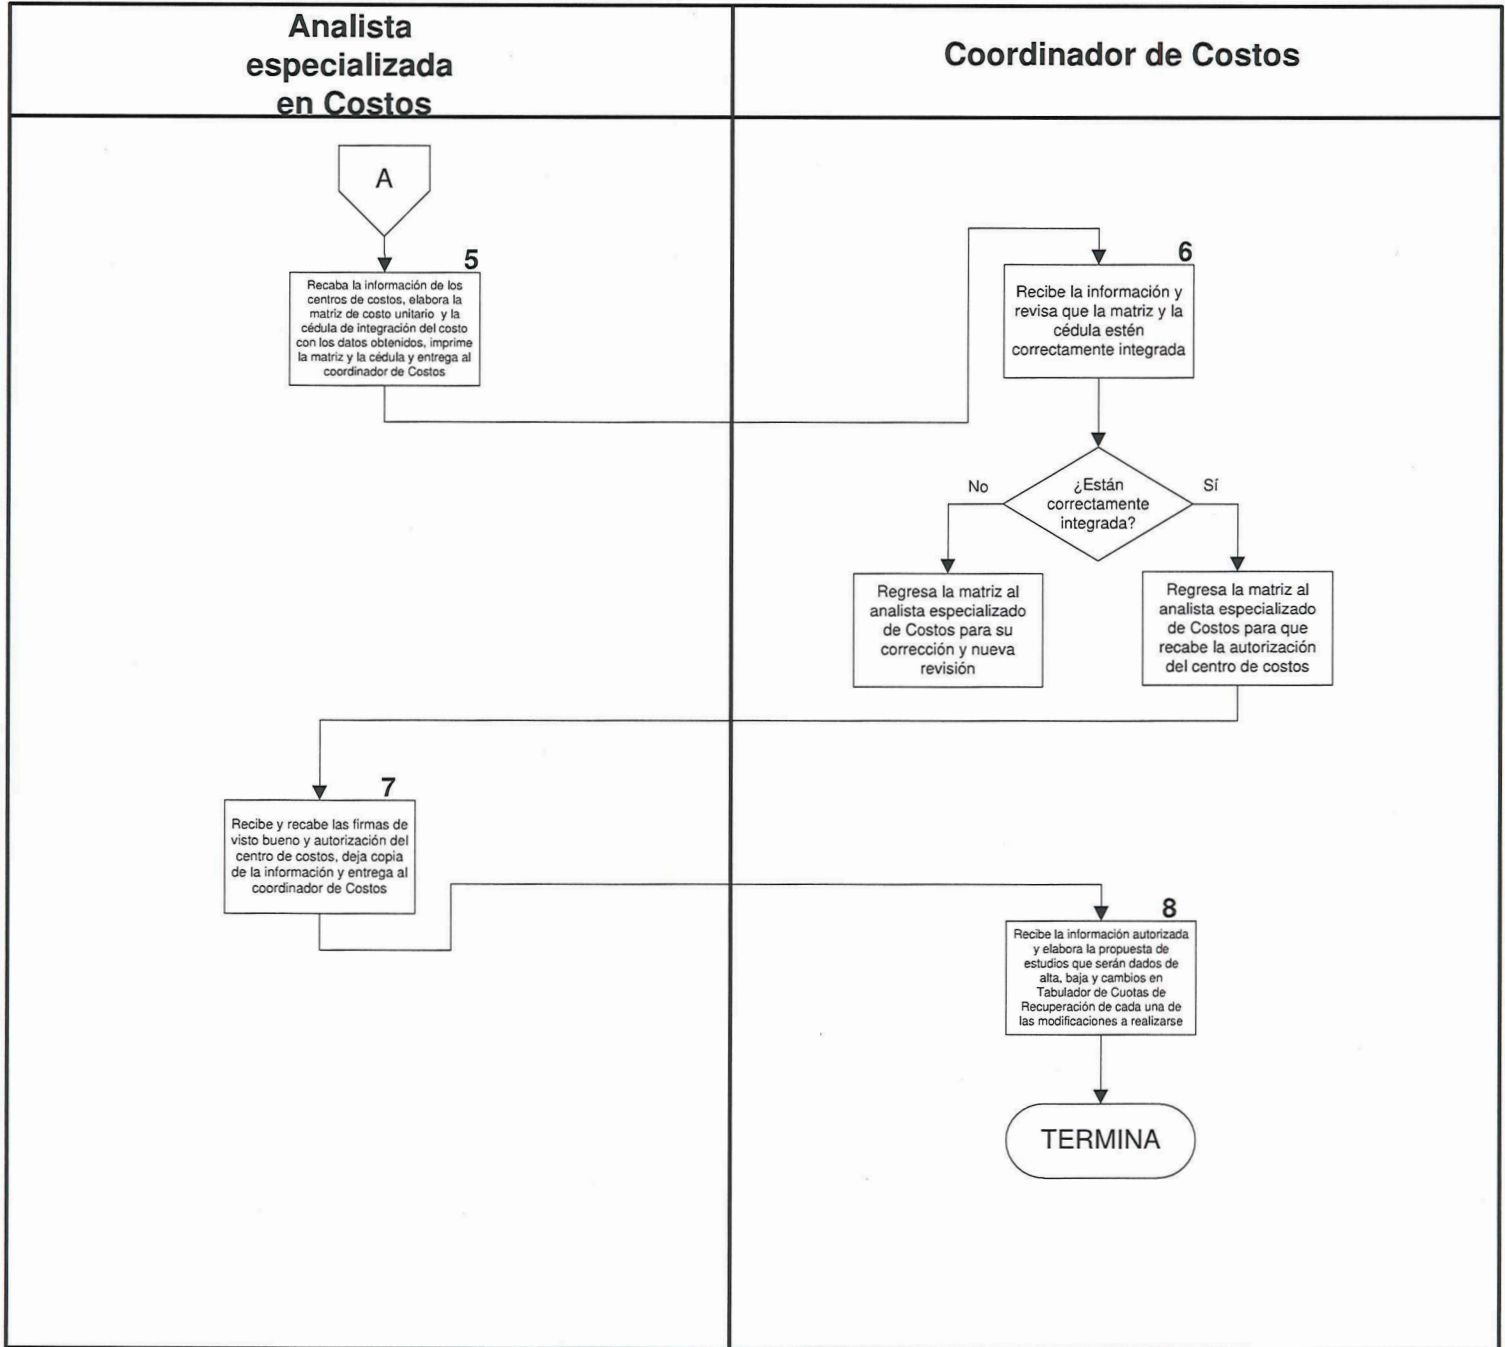 Analista
especializada
en Costos
Coordinador de Costos
A
5
Recaba la información de los
centros de costos, elabora la
matriz de costo unitario y la
cédula de integración del costo
con los datos obtenidos, imprime
la matriz y la cédula y entrega al
coordinador de Costos
6
Recibe la información y
revisa que la matriz y la
cédula estén
correctamente integrada
¿Están
correctamente
integrada?
No
Sí
Regresa la matriz al
analista especializado
de Costos para su
corrección y nueva
revisión
Regresa la matriz al
analista especializado
de Costos para que
recabe la autorización
del centro de costos
7
Recibe y recabe las firmas de
visto bueno y autorización del
centro de costos, deja copia
de la información y entrega al
coordinador de Costos
8
Recibe la información autorizada
y elabora la propuesta de
estudios que serán dados de
alta, baja y cambios en
Tabulador de Cuotas de
Recuperación de cada una de
las modificaciones a realizarse
TERMINA